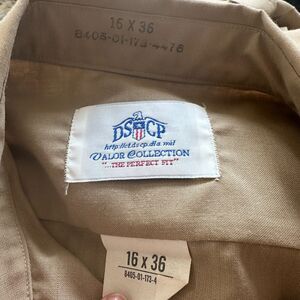 16 X 36
8405-01-173-4476
DSCP
http://ct.dscp.dla.mil
VALOR COLLECTION
"...THE PERFECT FIT"
16 x 36
8405-01-173-4